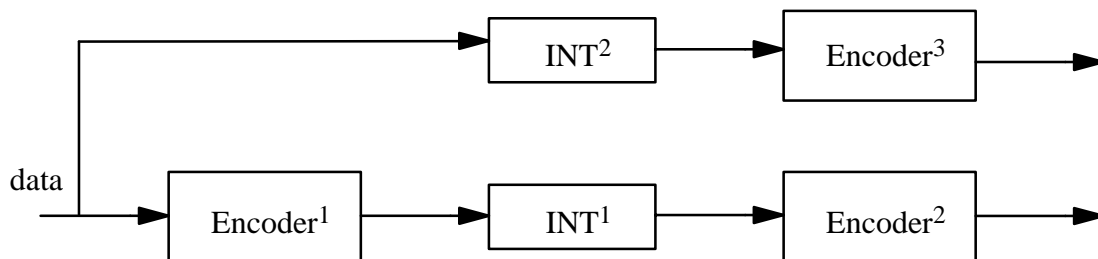 INT²
Encoder³
data
Encoder¹
INT¹
Encoder²